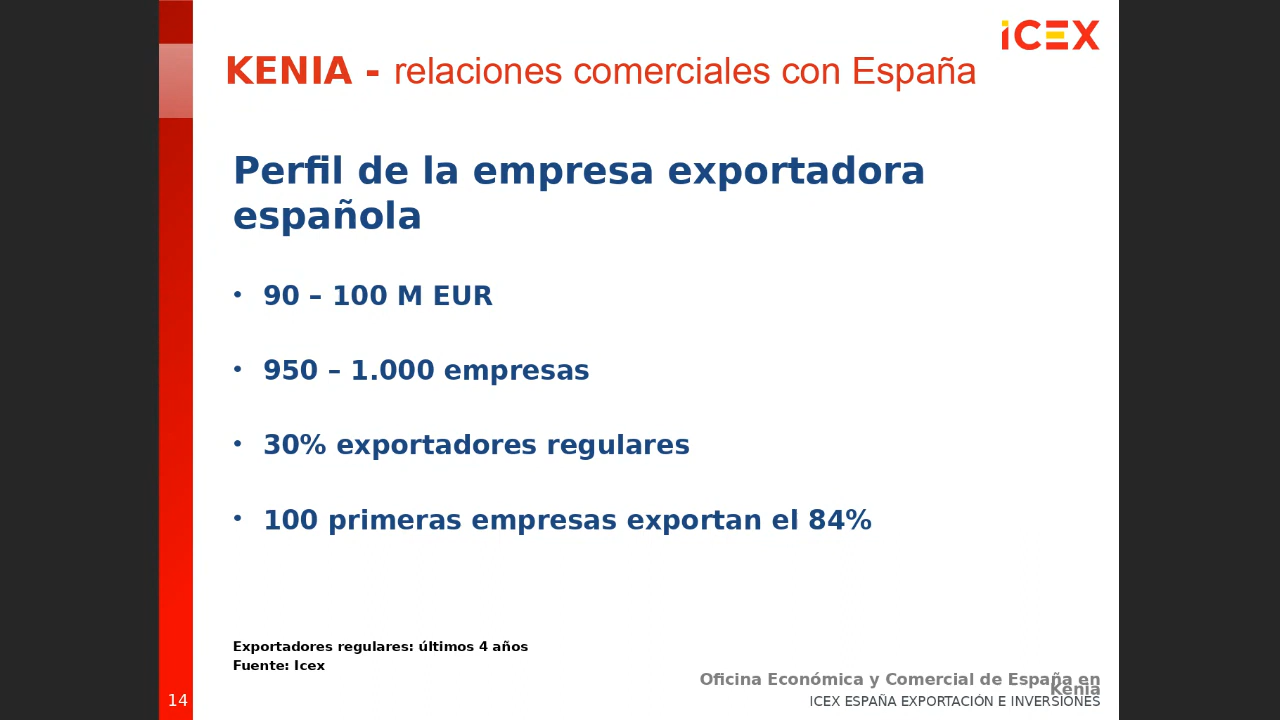 iCEX
KENIA - relaciones comerciales con España
Perfil de la empresa exportadora
española
• 90 – 100 M EUR
• 950 – 1.000 empresas
• 30% exportadores regulares
• 100 primeras empresas exportan el 84%
Exportadores regulares: últimos 4 años
Fuente: Icex
Oficina Económica y Comercial de España en
Kenia
ICEX ESPAÑA EXPORTACIÓN E INVERSIONES
14